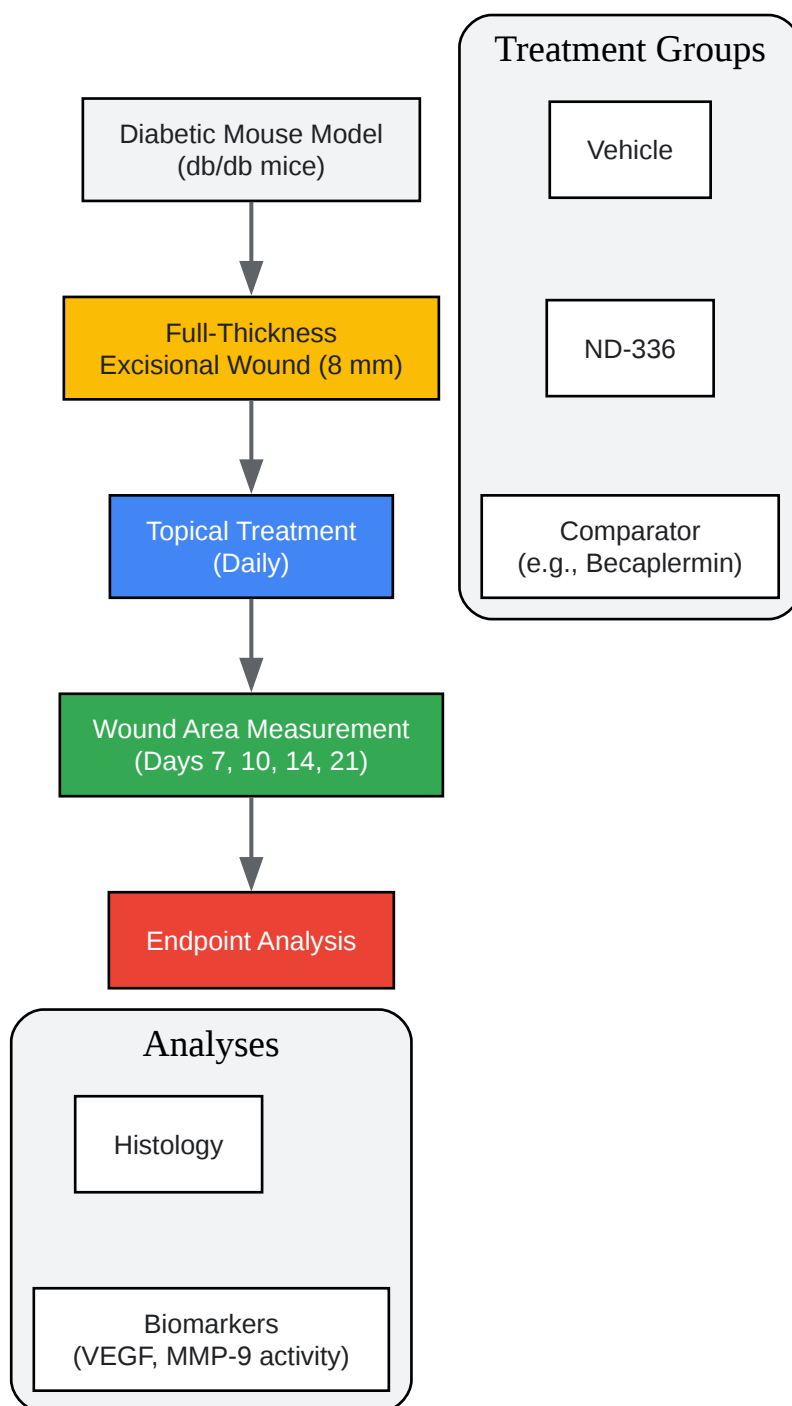 Diabetic Mouse Model
(db/db mice)
Full-Thickness
Excisional Wound (8 mm)
Topical Treatment
(Daily)
Wound Area Measurement
(Days 7, 10, 14, 21)
Endpoint Analysis
Treatment Groups
Vehicle
ND-336
Comparator
(e.g., Becaplermin)
Analyses
Histology
Biomarkers
(VEGF, MMP-9 activity)